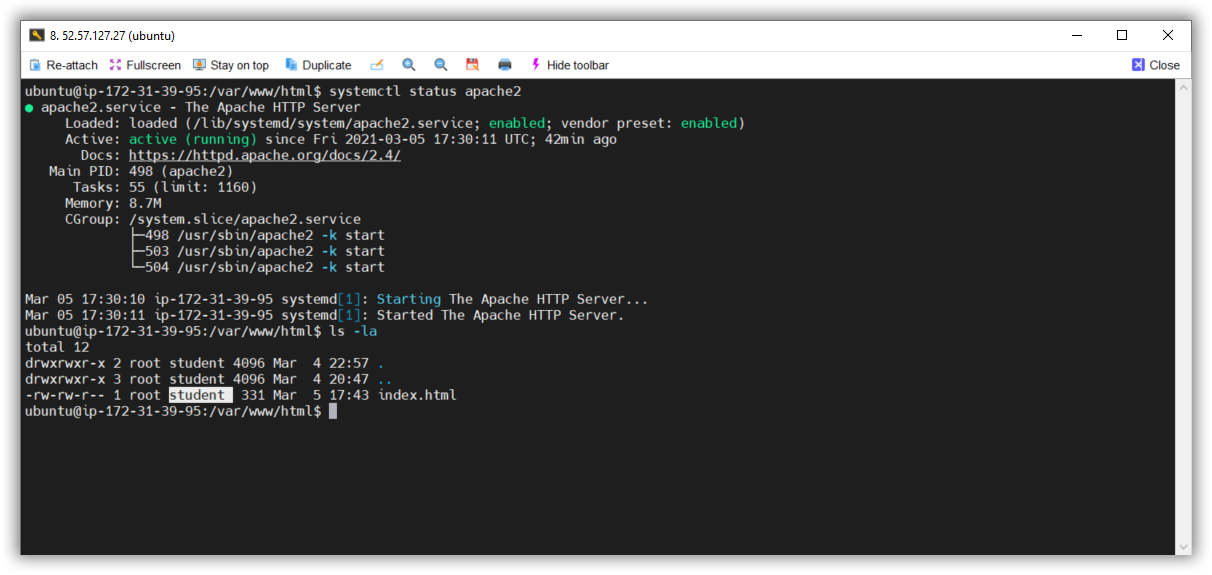 8. 52.57.127.27 (ubuntu)
Re-attach Fullscreen Stay on top Duplicate Hide toolbar Close
ubuntu@ip-172-31-39-95:/var/www/html$ systemctl status apache2
● apache2.service - The Apache HTTP Server
     Loaded: loaded (/lib/systemd/system/apache2.service; enabled; vendor preset: enabled)
     Active: active (running) since Fri 2021-03-05 17:30:11 UTC; 42min ago
       Docs: https://httpd.apache.org/docs/2.4/
   Main PID: 498 (apache2)
      Tasks: 55 (limit: 1160)
     Memory: 8.7M
     CGroup: /system.slice/apache2.service
             ├─498 /usr/sbin/apache2 -k start
             ├─503 /usr/sbin/apache2 -k start
             └─504 /usr/sbin/apache2 -k start
Mar 05 17:30:10 ip-172-31-39-95 systemd[1]: Starting The Apache HTTP Server...
Mar 05 17:30:11 ip-172-31-39-95 systemd[1]: Started The Apache HTTP Server.
ubuntu@ip-172-31-39-95:/var/www/html$ ls -la
total 12
drwxrwxr-x 2 root student 4096 Mar  4 22:57 .
drwxrwxr-x 3 root student 4096 Mar  4 20:47 ..
-rw-rw-r-- 1 root student  331 Mar  5 17:43 index.html
ubuntu@ip-172-31-39-95:/var/www/html$